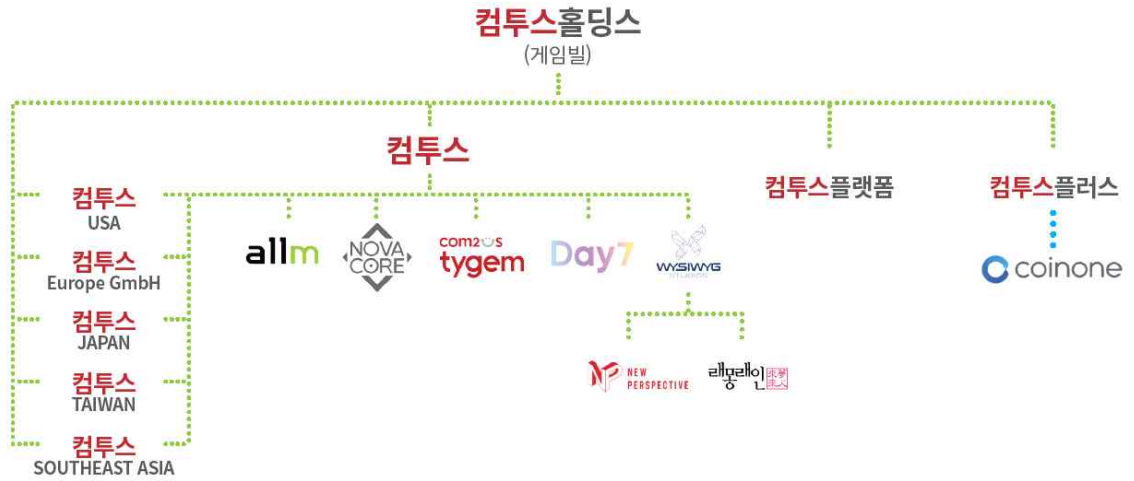 컴투스홀딩스
(게임빌)
컴투스
컴투스플랫폼
컴투스플러스
컴투스
USA
컴투스
Europe GmbH
컴투스
JAPAN
컴투스
TAIWAN
컴투스
SOUTHEAST ASIA
allm
NOVA
CORE
com2us
tygem
Day7
WYSIWYG
STUDIOS
coinone
NP NEW
PERSPECTIVE
래몽래인